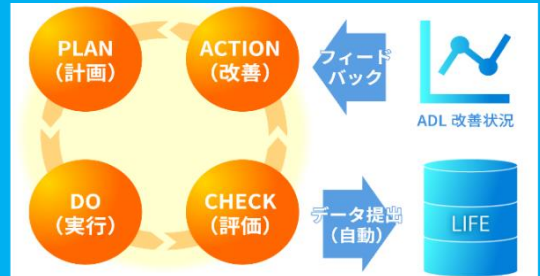 PLAN
（計画）
ACTION
（改善）
フィード
バック
ADL 改善状況
DO
（実行）
CHECK
（評価）
データ提出
（自動）
LIFE